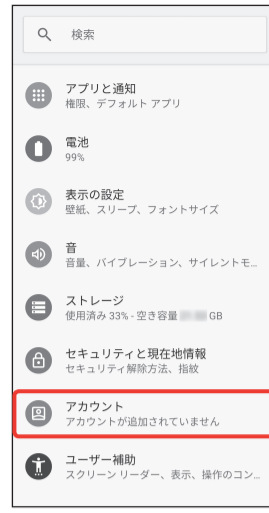 検索
アプリと通知
権限、デフォルト アプリ
電池
99%
表示の設定
壁紙、スリープ、フォントサイズ
音
音量、バイブレーション、サイレントモ...
ストレージ
使用済み 33% - 空き容量 GB
セキュリティと現在地情報
セキュリティ解除方法、指紋
アカウント
アカウントが追加されていません
ユーザー補助
スクリーン リーダー、表示、操作のコン...